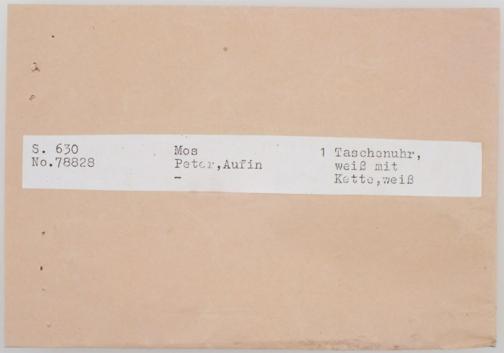 S. 630 Mos 1 Taschenuhr,
No.78828 Peter,Aufin weiß mit
- Kette,weiß